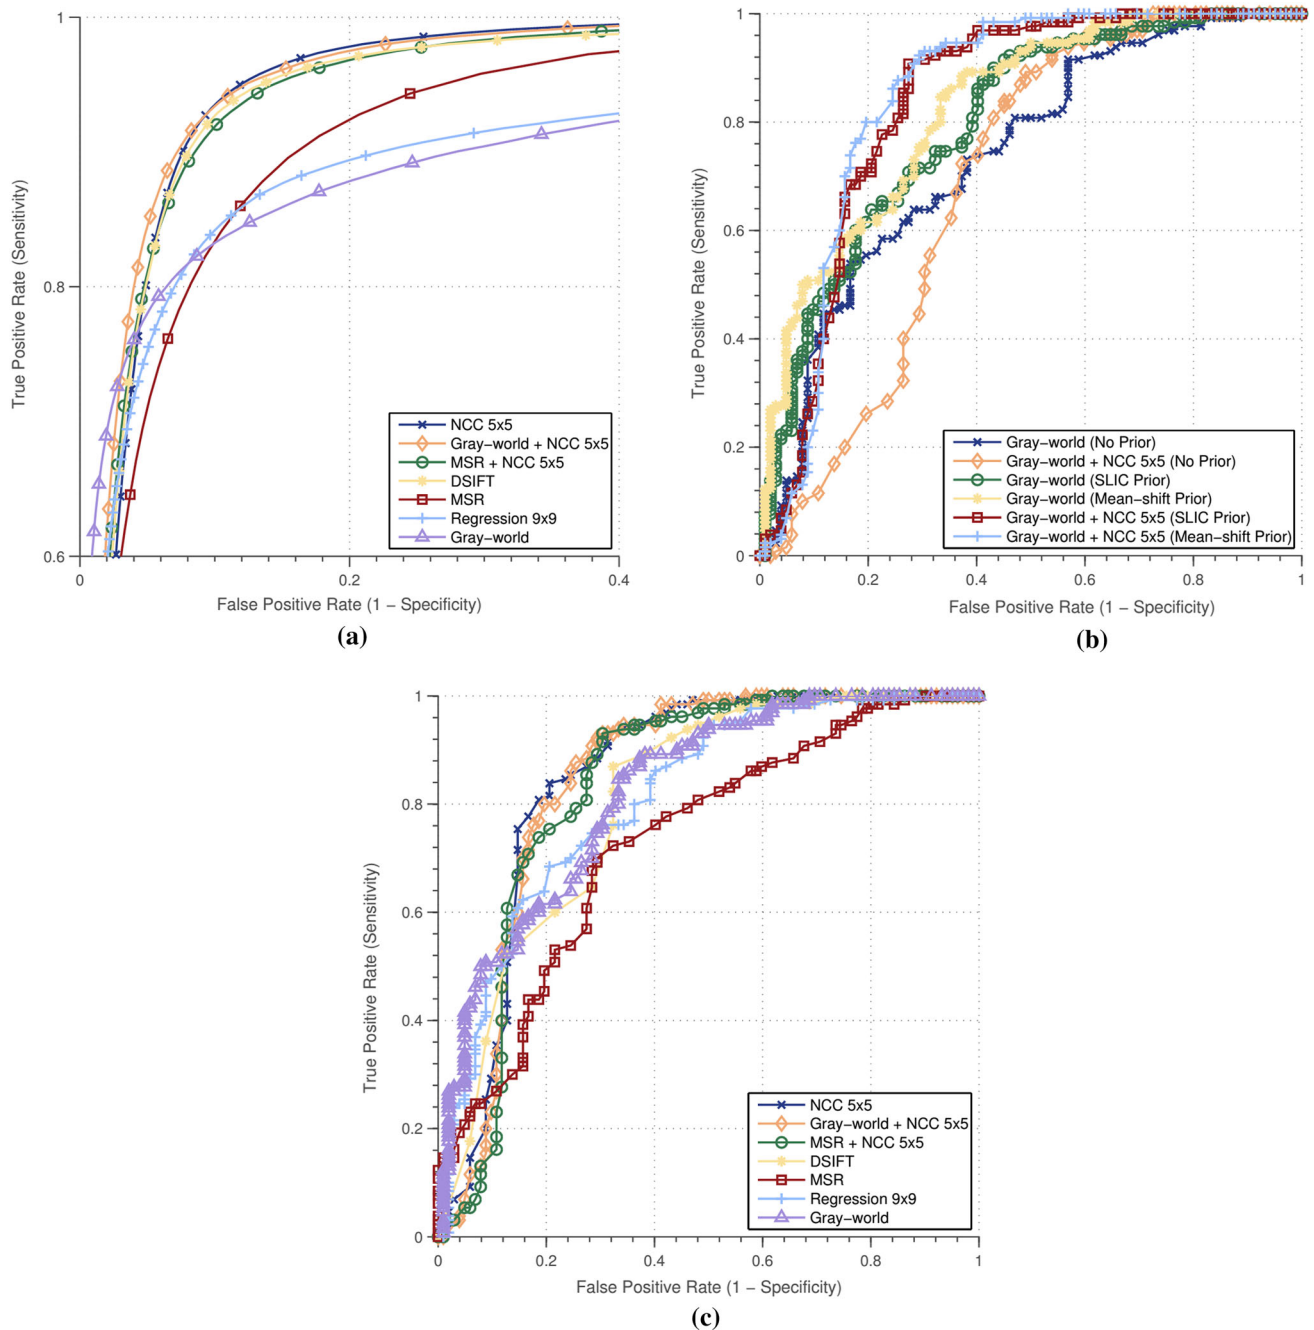 1
0.8
0.6
0
0.2
0.4
True Positive Rate (Sensitivity)
False Positive Rate (1 − Specificity)
NCC 5x5
Gray−world + NCC 5x5
MSR + NCC 5x5
DSIFT
MSR
Regression 9x9
Gray−world
(a)
1
0.8
0.6
0.4
0.2
0
0
0.2
0.4
0.6
0.8
1
True Positive Rate (Sensitivity)
False Positive Rate (1 − Specificity)
Gray−world (No Prior)
Gray−world + NCC 5x5 (No Prior)
Gray−world (SLIC Prior)
Gray−world (Mean−shift Prior)
Gray−world + NCC 5x5 (SLIC Prior)
Gray−world + NCC 5x5 (Mean−shift Prior)
(b)
1
0.8
0.6
0.4
0.2
0
0
0.2
0.4
0.6
0.8
1
True Positive Rate (Sensitivity)
False Positive Rate (1 − Specificity)
NCC 5x5
Gray−world + NCC 5x5
MSR + NCC 5x5
DSIFT
MSR
Regression 9x9
Gray−world
(c)